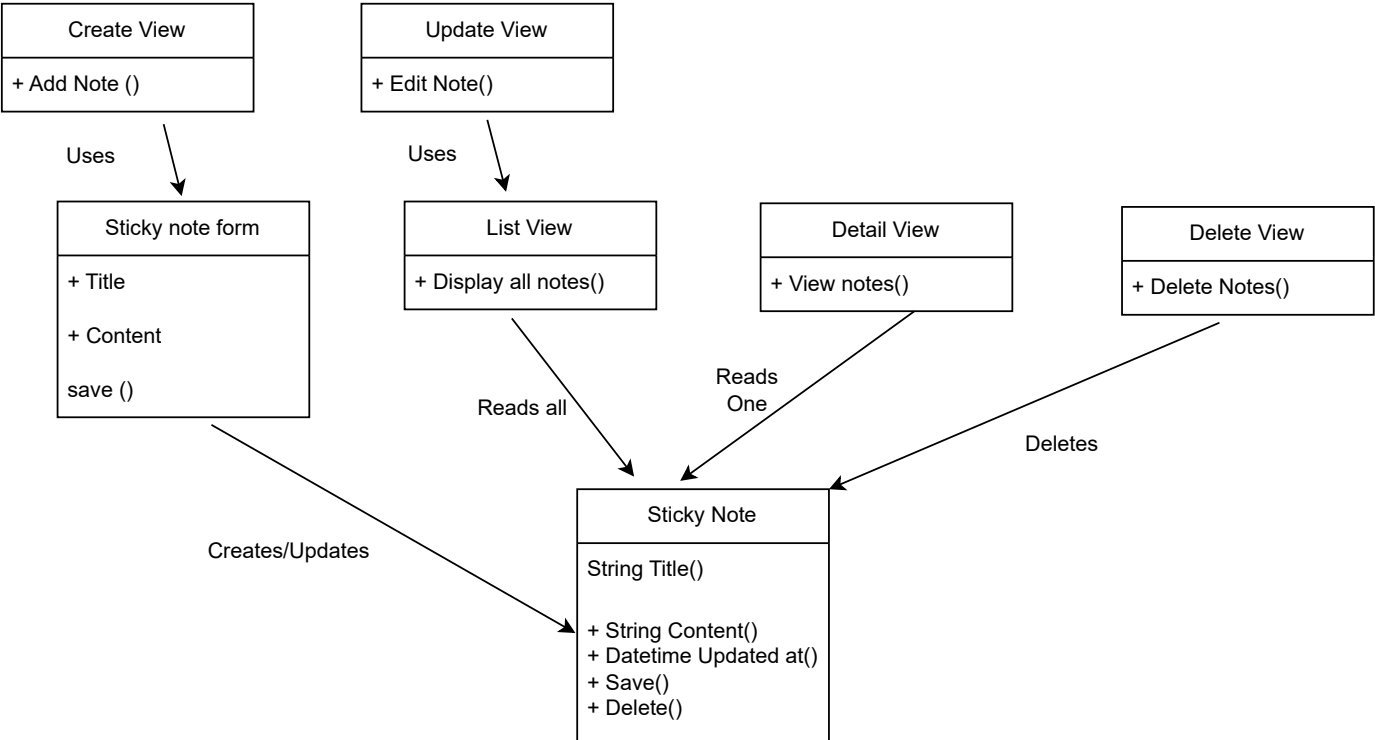 Create View
+ Add Note ()
Update View
+ Edit Note()
Uses
Uses
Sticky note form
+ Title
+ Content
save ()
List View
+ Display all notes()
Detail View
+ View notes()
Delete View
+ Delete Notes()
Reads all
Reads
One
Deletes
Creates/Updates
Sticky Note
String Title()
+ String Content()
+ Datetime Updated at()
+ Save()
+ Delete()